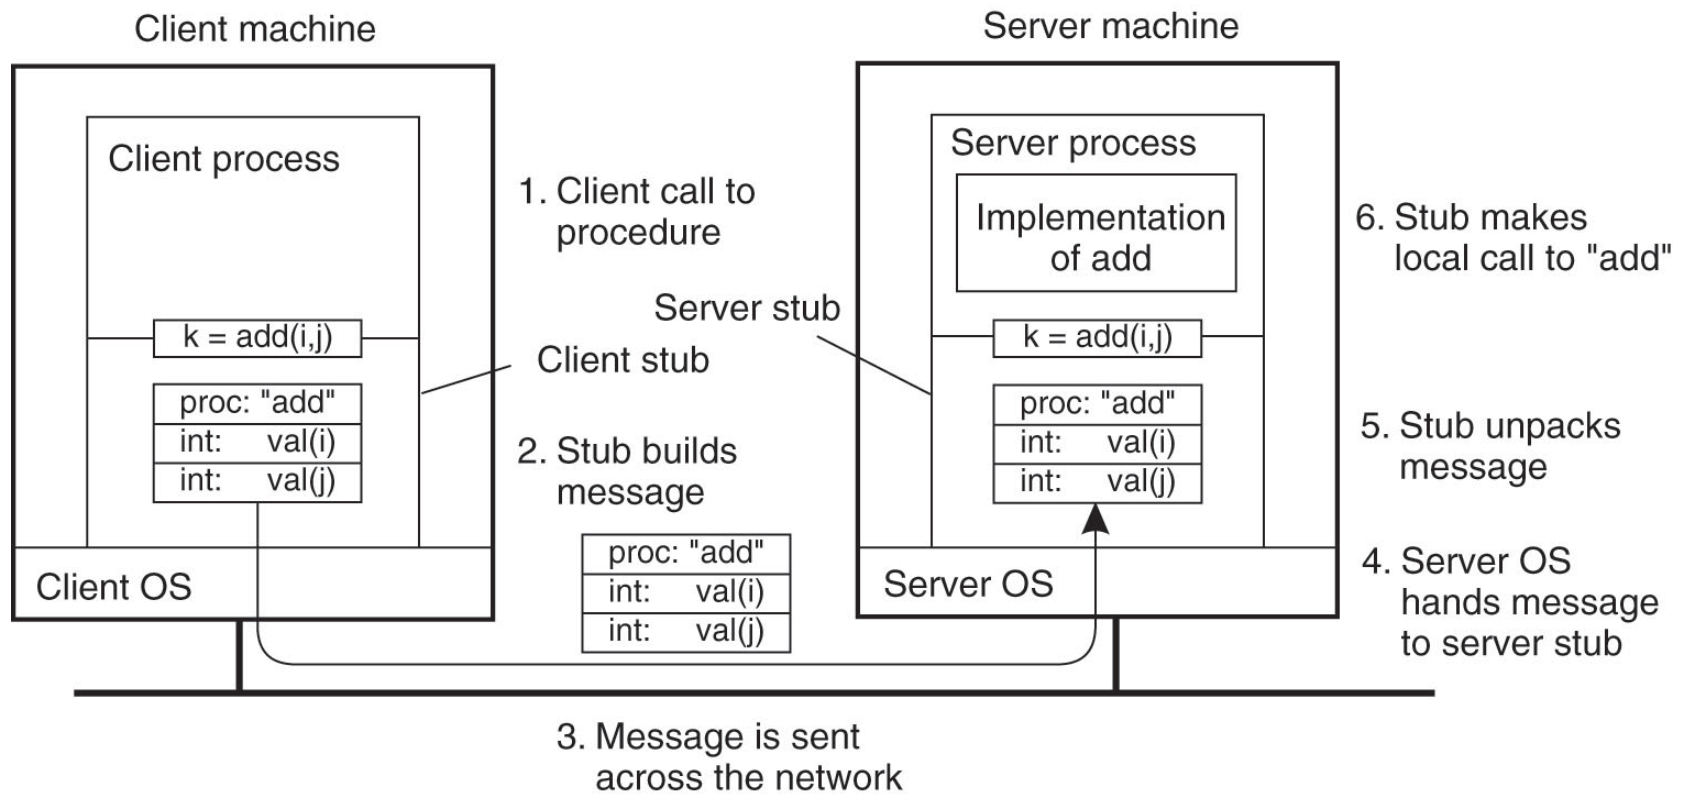 Client machine
Server machine
Client process
1. Client call to
procedure
k = add(i,j)
Client stub
proc: "add"
int: val(i)
int: val(j)
2. Stub builds
message
proc: "add"
int: val(i)
int: val(j)
Client OS
3. Message is sent
across the network
Server process
Implementation
of add
Server stub
k = add(i,j)
proc: "add"
int: val(i)
int: val(j)
Server OS
6. Stub makes
local call to "add"
5. Stub unpacks
message
4. Server OS
hands message
to server stub